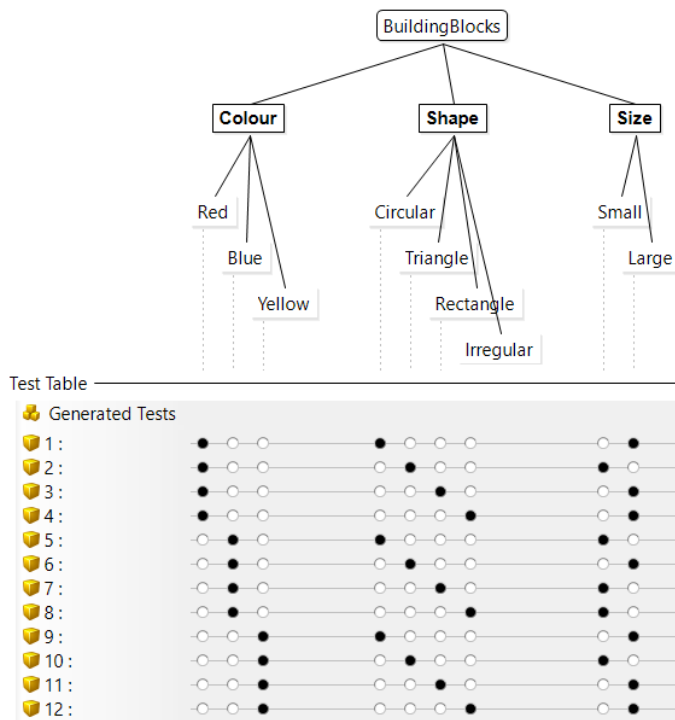 BuildingBlocks
Colour Shape Size
Red Circular Small
Blue Triangle Large
Yellow Rectangle
Irregular
Test Table
Generated Tests
1 :
2 :
3 :
4 :
5 :
6 :
7 :
8 :
9 :
10 :
11 :
12 :